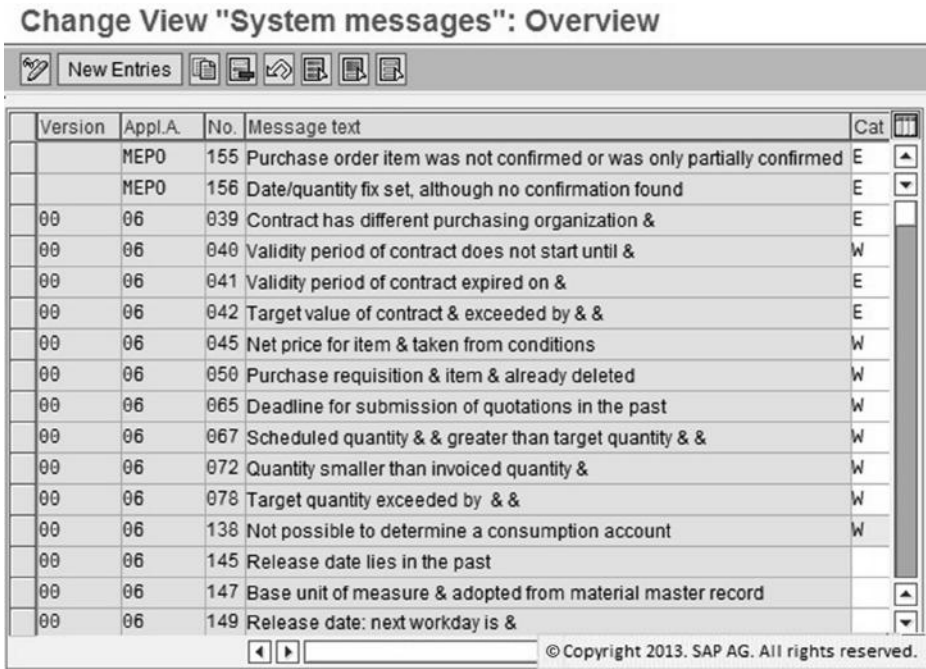 Change View "System messages": Overview
New Entries
Version Appl.A. No. Message text Cat
MEPO 155 Purchase order item was not confirmed or was only partially confirmed E
MEPO 156 Date/quantity fix set, although no confirmation found E
00 06 039 Contract has different purchasing organization & E
00 06 040 Validity period of contract does not start until & W
00 06 041 Validity period of contract expired on & E
00 06 042 Target value of contract & exceeded by & & E
00 06 045 Net price for item & taken from conditions W
00 06 050 Purchase requisition & item & already deleted W
00 06 065 Deadline for submission of quotations in the past W
00 06 067 Scheduled quantity & & greater than target quantity & & W
00 06 072 Quantity smaller than invoiced quantity & W
00 06 078 Target quantity exceeded by & & W
00 06 138 Not possible to determine a consumption account W
00 06 145 Release date lies in the past
00 06 147 Base unit of measure & adopted from material master record
00 06 149 Release date: next workday is &
© Copyright 2013. SAP AG. All rights reserved.